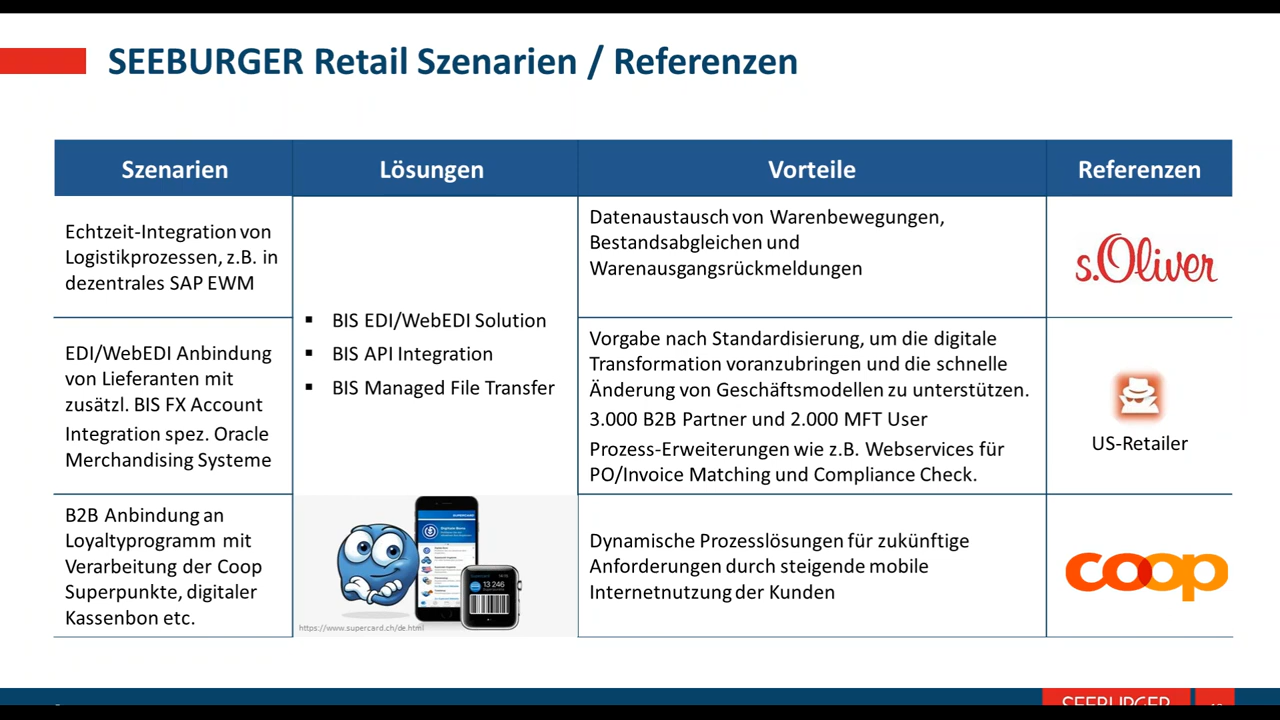 SEEBURGER Retail Szenarien / Referenzen
Szenarien
Lösungen
Vorteile
Referenzen
Echtzeit-Integration von
Logistikprozessen, z.B. in
dezentrales SAP EWM
Datenaustausch von Warenbewegungen,
Bestandsabgleichen und
Warenausgangsrückmeldungen
s.Oliver
▪ BIS EDI/WebEDI Solution
▪ BIS API Integration
▪ BIS Managed File Transfer
EDI/WebEDI Anbindung
von Lieferanten mit
zusätzl. BIS FX Account
Integration spez. Oracle
Merchandising Systeme
Vorgabe nach Standardisierung, um die digitale
Transformation voranzubringen und die schnelle
Änderung von Geschäftsmodellen zu unterstützen.
3.000 B2B Partner und 2.000 MFT User
Prozess-Erweiterungen wie z.B. Webservices für
PO/Invoice Matching und Compliance Check.
US-Retailer
B2B Anbindung an
Loyaltyprogramm mit
Verarbeitung der Coop
Superpunkte, digitaler
Kassenbon etc.
SUPERCARD
13 246
https://www.supercard.ch/de.html
Dynamische Prozesslösungen für zukünftige
Anforderungen durch steigende mobile
Internetnutzung der Kunden
coop
SEEBURGER